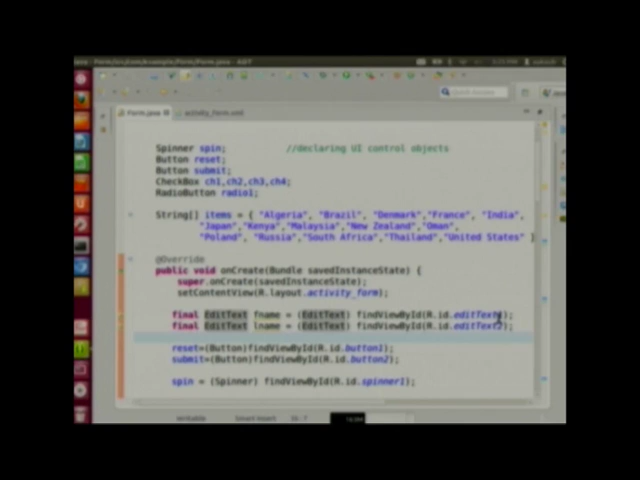 Form.java activity_form.xml
Spinner spin; //declaring UI control objects
Button reset;
Button submit;
CheckBox ch1,ch2,ch3,ch4;
RadioButton radio1;
String[] items = { "Algeria", "Brazil", "Denmark","France", "India",
"Japan","Kenya","Malaysia","New Zealand","Oman",
"Poland", "Russia","South Africa","Thailand","United States" }
@Override
public void onCreate(Bundle savedInstanceState) {
super.onCreate(savedInstanceState);
setContentView(R.layout.activity_form);
final EditText fname = (EditText) findViewById(R.id.editText1);
final EditText lname = (EditText) findViewById(R.id.editText2);
reset=(Button)findViewById(R.id.button1);
submit=(Button)findViewById(R.id.button2);
spin = (Spinner) findViewById(R.id.spinner1);
Writable Smart Insert